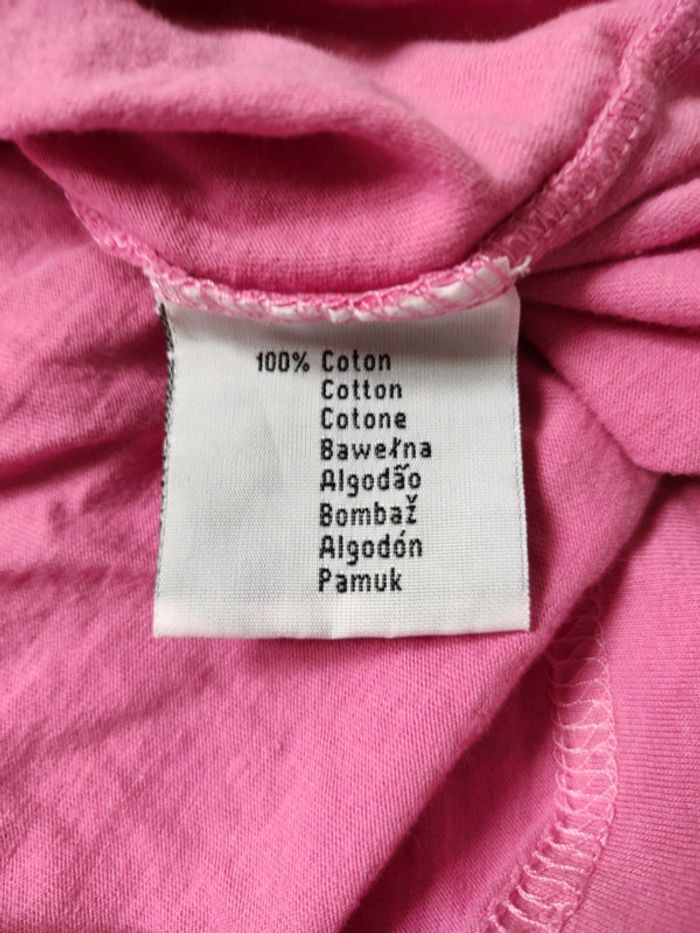 100% Coton
Cotton
Cotone
Bawełna
Algodão
Bombaž
Algodón
Pamuk